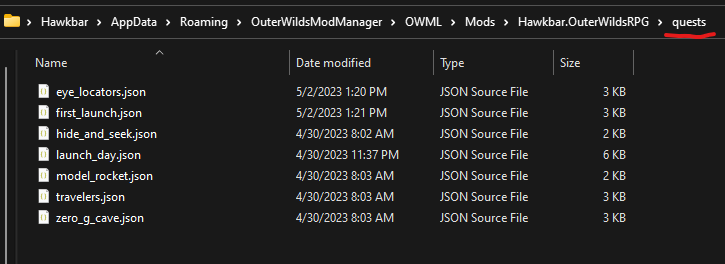 Hawkbar > AppData > Roaming > OuterWildsModManager > OWML > Mods > Hawkbar.OuterWildsRPG > quests
Name Date modified Type Size
eye_locators.json 5/2/2023 1:20 PM JSON Source File 3 KB
first_launch.json 5/2/2023 1:21 PM JSON Source File 3 KB
hide_and_seek.json 4/30/2023 8:02 AM JSON Source File 2 KB
launch_day.json 4/30/2023 11:37 PM JSON Source File 6 KB
model_rocket.json 4/30/2023 8:03 AM JSON Source File 2 KB
travelers.json 4/30/2023 8:03 AM JSON Source File 3 KB
zero_g_cave.json 4/30/2023 8:03 AM JSON Source File 3 KB